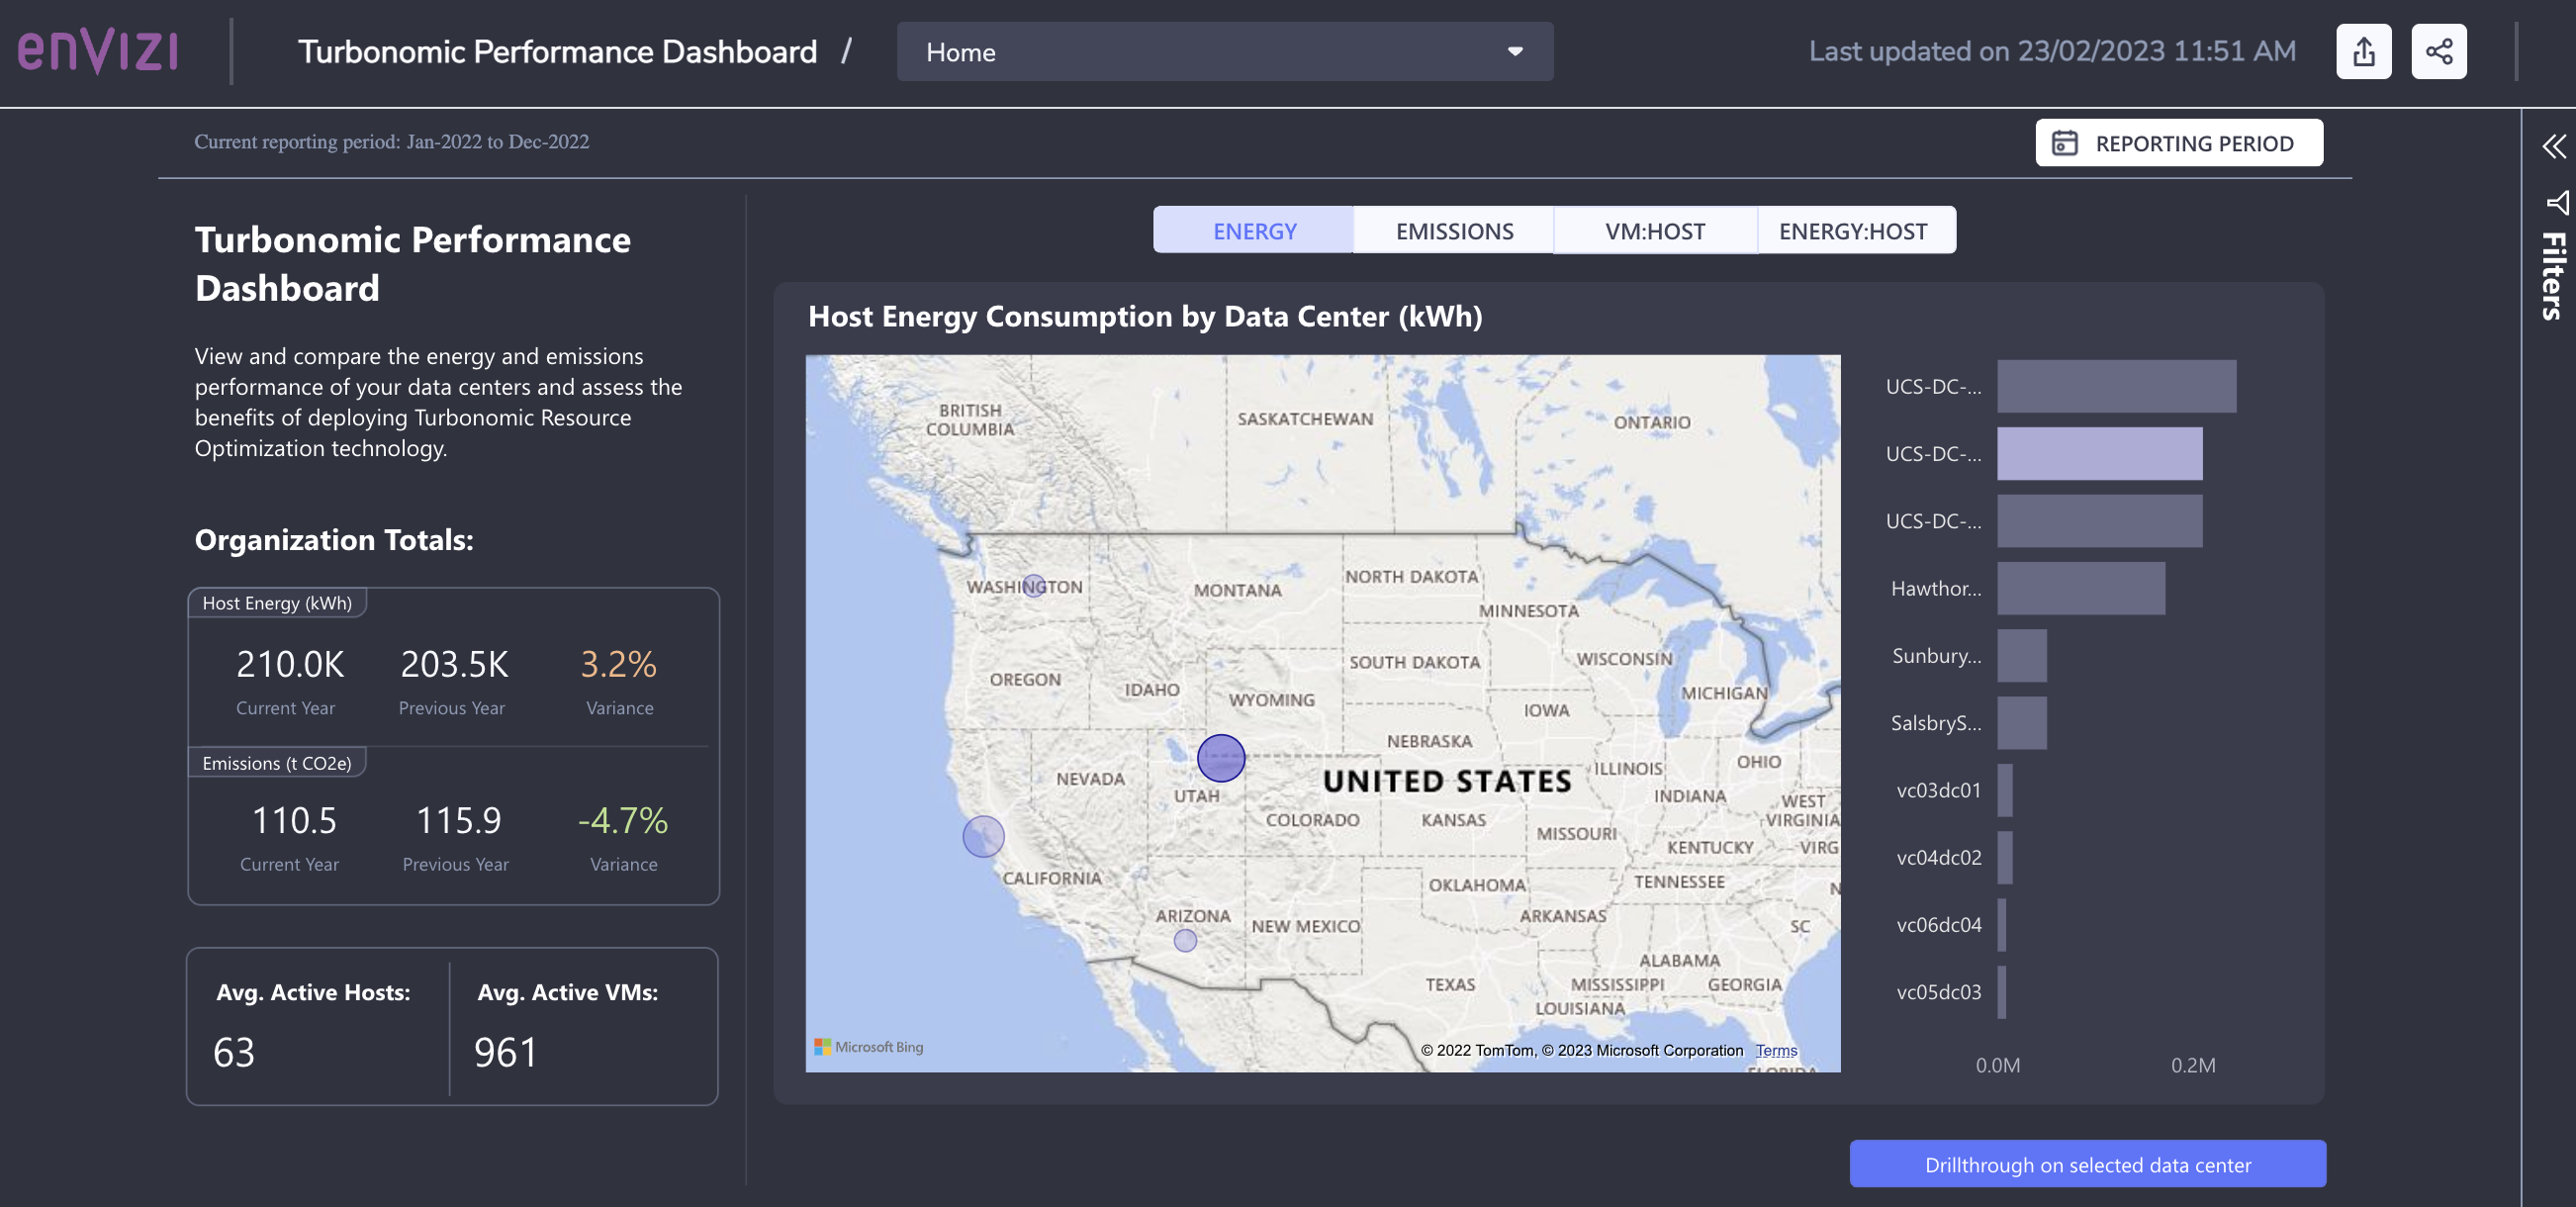 enVIZI
Turbonomic Performance Dashboard /
Home
Last updated on 23/02/2023 11:51 AM
Current reporting period: Jan-2022 to Dec-2022
REPORTING PERIOD
Filters
Turbonomic Performance
Dashboard
View and compare the energy and emissions
performance of your data centers and assess the
benefits of deploying Turbonomic Resource
Optimization technology.
Organization Totals:
Host Energy (kWh)
210.0K 203.5K 3.2%
Current Year Previous Year Variance
Emissions (t CO2e)
110.5 115.9 -4.7%
Current Year Previous Year Variance
Avg. Active Hosts: Avg. Active VMs:
63 961
ENERGY EMISSIONS VM:HOST ENERGY:HOST
Host Energy Consumption by Data Center (kWh)
BRITISH
COLUMBIA
SASKATCHEWAN
ONTARIO
WASHINGTON
MONTANA
NORTH DAKOTA
MINNESOTA
OREGON
IDAHO
WYOMING
SOUTH DAKOTA
WISCONSIN
MICHIGAN
IOWA
NEBRASKA
NEVADA
UTAH
UNITED STATES
ILLINOIS
OHIO
INDIANA
WEST
VIRGINIA
COLORADO
KANSAS
MISSOURI
KENTUCKY
VIRG
CALIFORNIA
OKLAHOMA
TENNESSEE
N
ARIZONA
NEW MEXICO
ARKANSAS
SC
ALABAMA
TEXAS
MISSISSIPPI
GEORGIA
LOUISIANA
FLORIDA
Microsoft Bing
© 2022 TomTom, © 2023 Microsoft Corporation Terms
UCS-DC-...
UCS-DC-...
UCS-DC-...
Hawthor...
Sunbury...
SalsbryS...
vc03dc01
vc04dc02
vc06dc04
vc05dc03
0.0M 0.2M
Drillthrough on selected data center